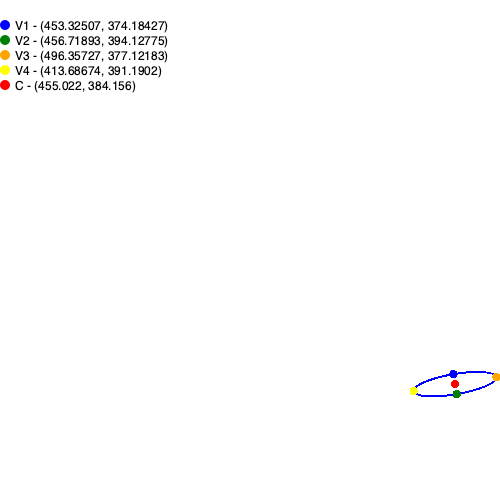 V1 - (453.32507, 374.18427)
V2 - (456.71893, 394.12775)
V3 - (496.35727, 377.12183)
V4 - (413.68674, 391.1902)
C - (455.022, 384.156)